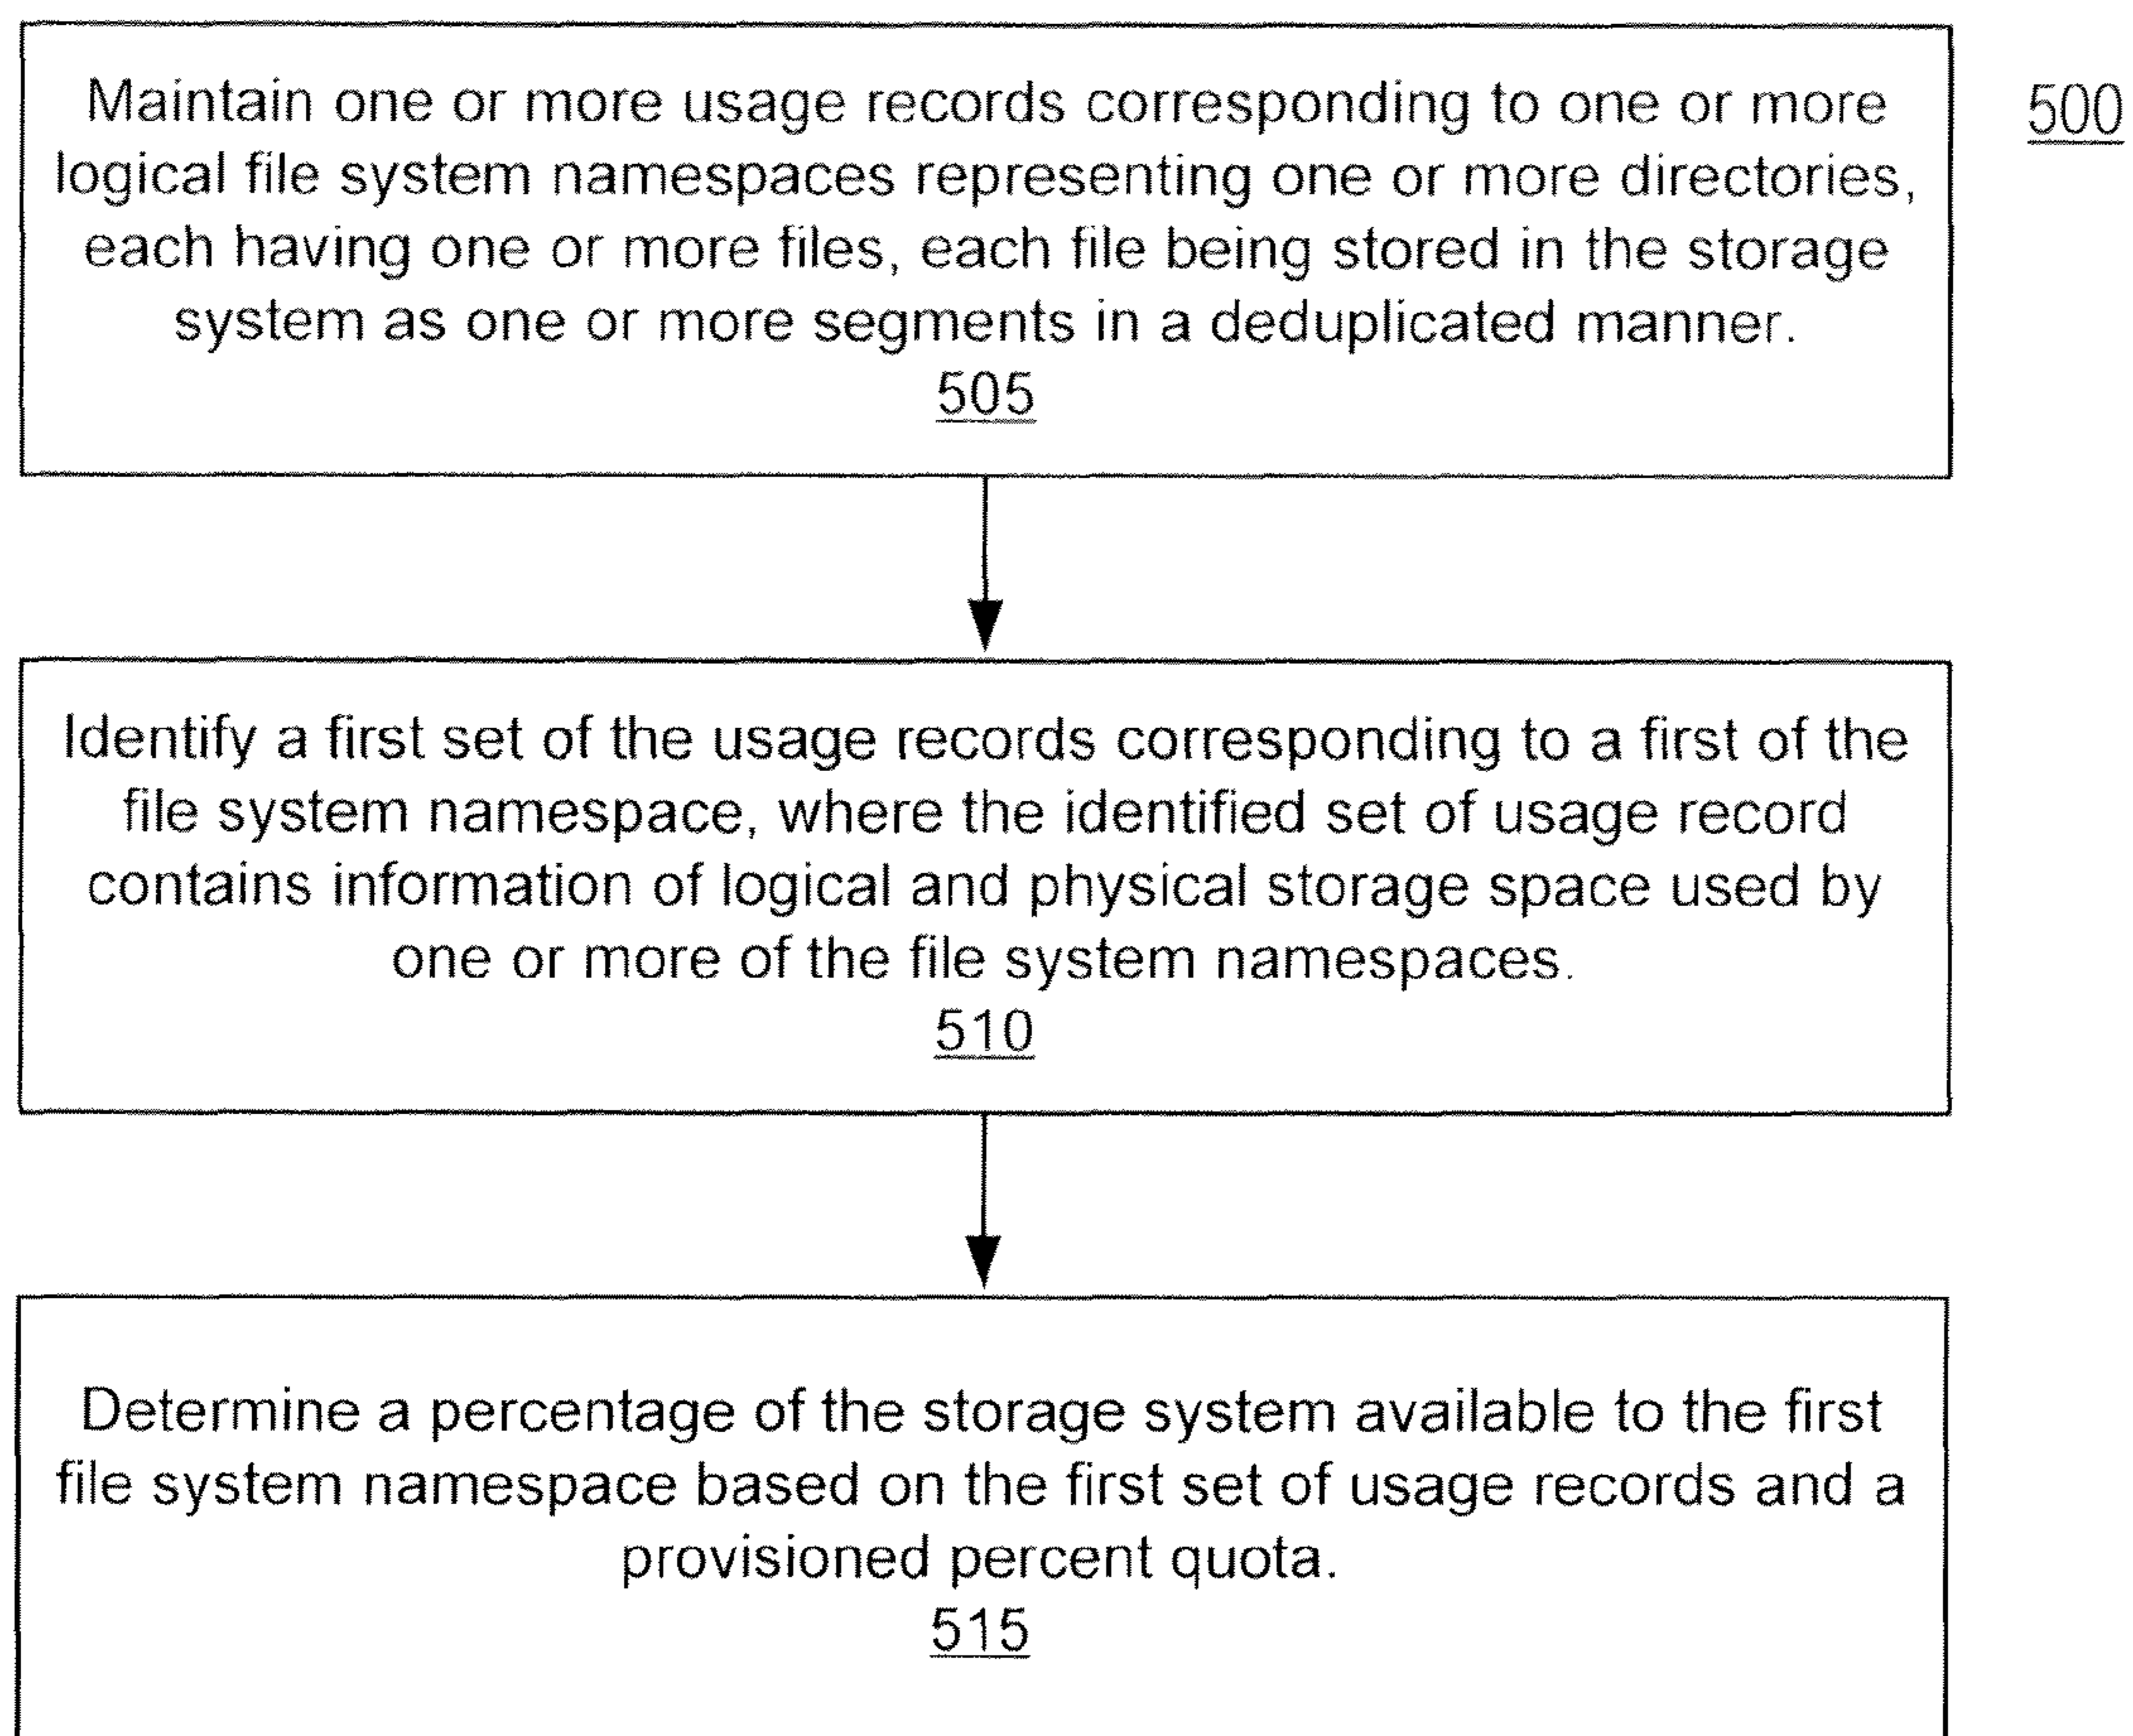 Maintain one or more usage records corresponding to one or more
500
logical file system namespaces representing one or more directories,
each having one or more files, each file being stored in the storage
system as one or more segments in a deduplicated manner.
505
Identify a first set of the usage records corresponding to a first of the
file system namespace, where the identified set of usage record
contains information of logical and physical storage space used by
one or more of the file system namespaces.
510
Determine a percentage of the storage system available to the first
file system namespace based on the first set of usage records and a
provisioned percent quota.
515